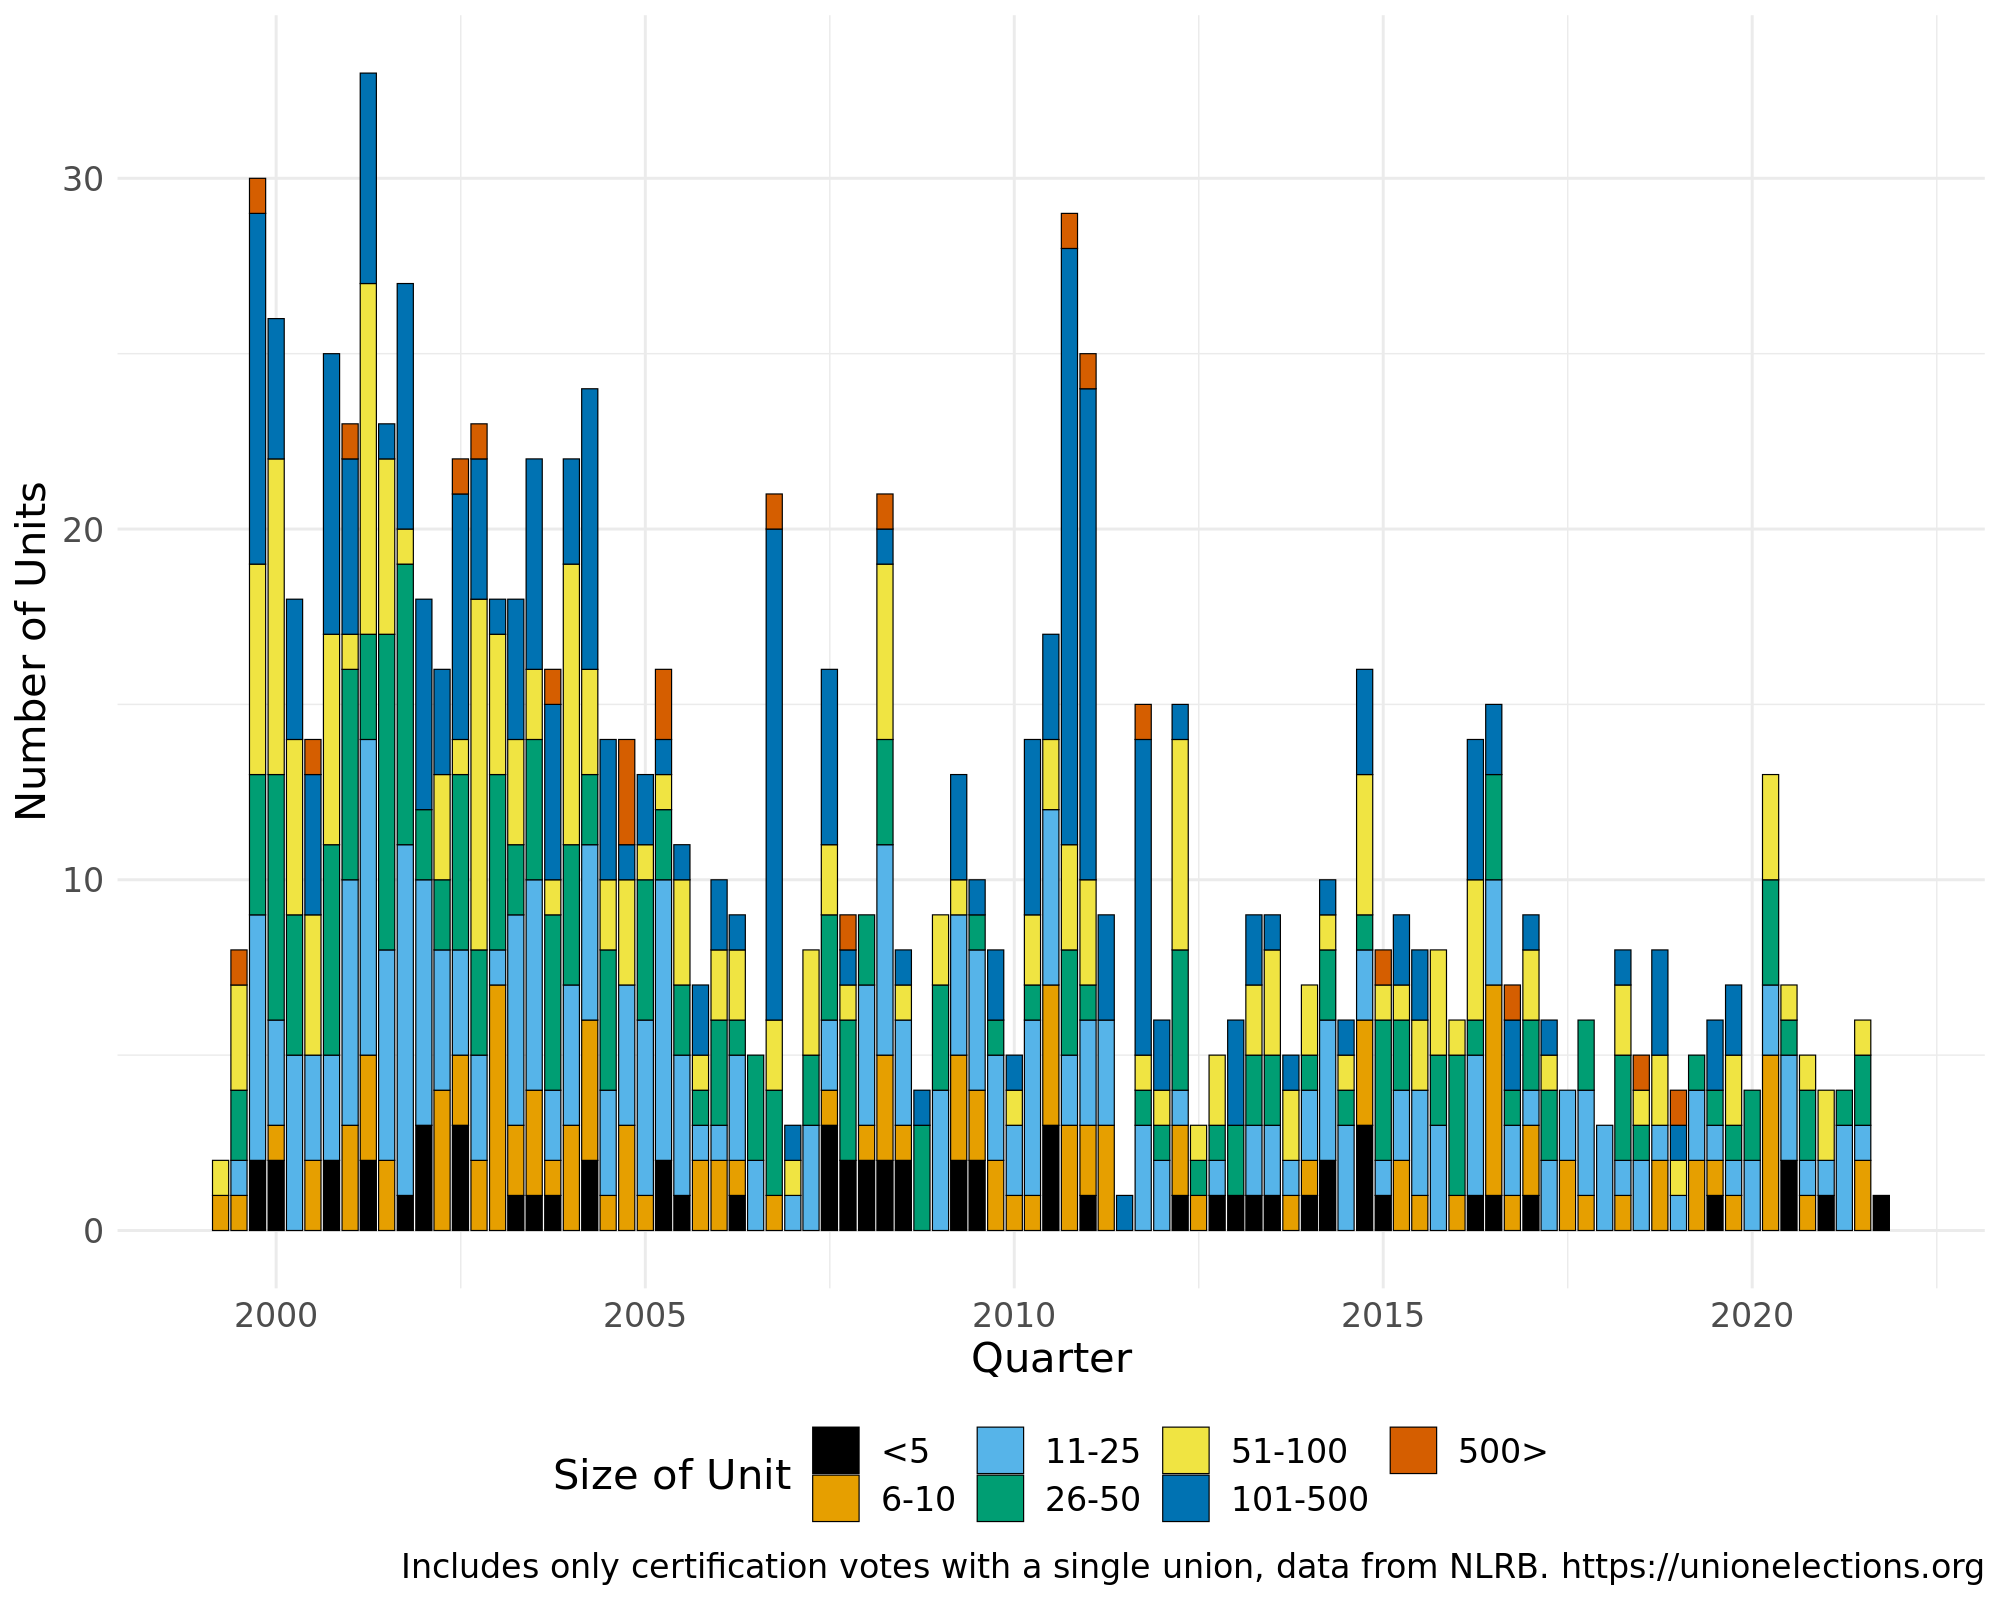 30
20
10
0
Number of Units
2000 2005 2010 2015 2020
Quarter
Size of Unit
<5 11-25 51-100 500>
6-10 26-50 101-500
Includes only certification votes with a single union, data from NLRB. https://unionelections.org